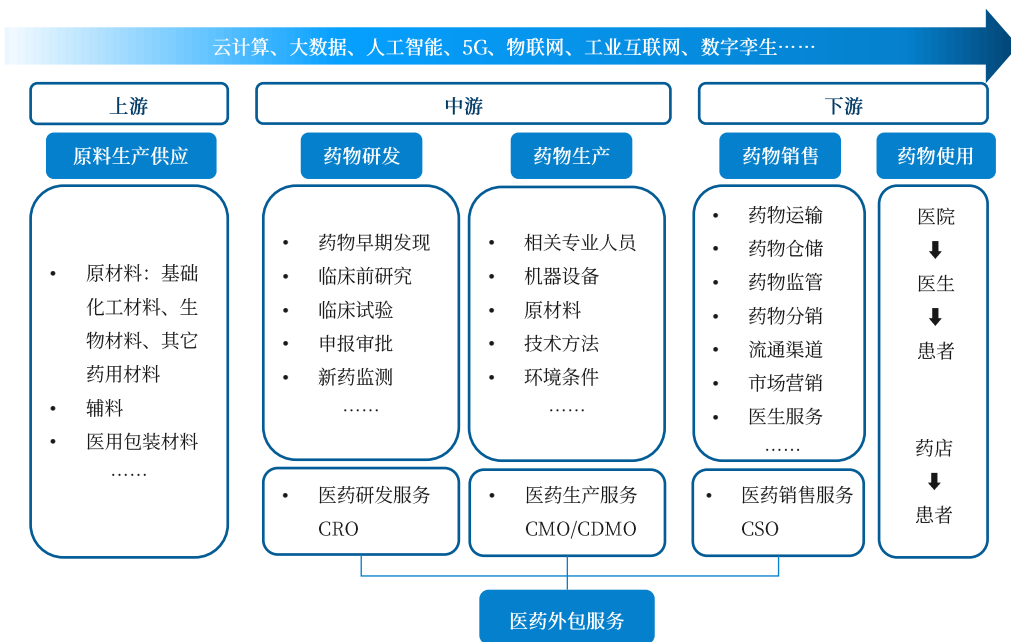 云计算、大数据、人工智能、5G、物联网、工业互联网、数字孪生……
上游
原料生产供应
• 原材料：基础
化工材料、生
物材料、其它
药用材料
• 辅料
• 医用包装材料
……
中游
药物研发
• 药物早期发现
• 临床前研究
• 临床试验
• 申报审批
• 新药监测
……
• 医药研发服务
CRO
药物生产
• 相关专业人员
• 机器设备
• 原材料
• 技术方法
• 环境条件
……
• 医药生产服务
CMO/CDMO
下游
药物销售
• 药物运输
• 药物仓储
• 药物监管
• 药物分销
• 流通渠道
• 市场营销
• 医生服务
……
• 医药销售服务
CSO
药物使用
医院
医生
患者
药店
患者
医药外包服务